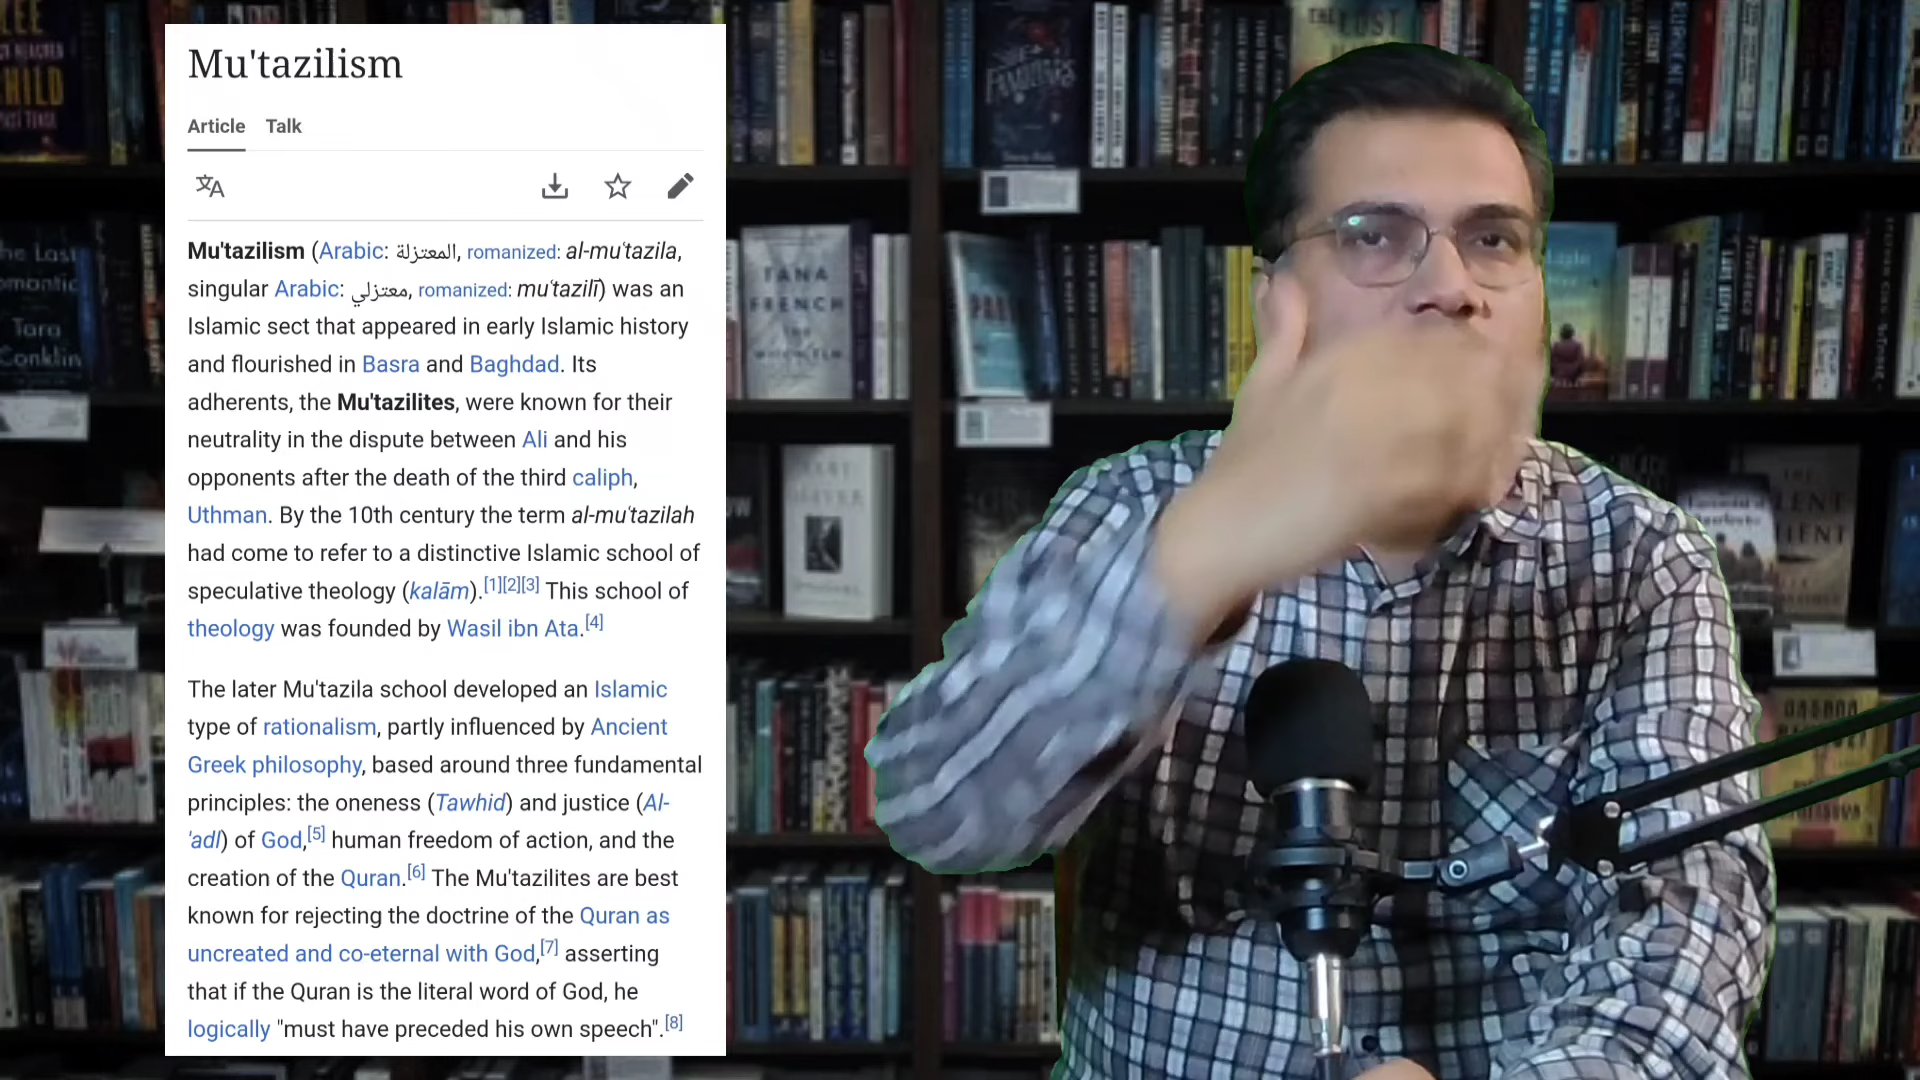 Mu'tazilism
Article Talk
Mu'tazilism (Arabic: المعتزلة, romanized: al-muʿtazila,
singular Arabic: معتزلي, romanized: muʿtazilī) was an
Islamic sect that appeared in early Islamic history
and flourished in Basra and Baghdad. Its
adherents, the Mu'tazilites, were known for their
neutrality in the dispute between Ali and his
opponents after the death of the third caliph,
Uthman. By the 10th century the term al-muʿtazilah
had come to refer to a distinctive Islamic school of
speculative theology (kalām).[1][2][3] This school of
theology was founded by Wasil ibn Ata.[4]
The later Mu'tazila school developed an Islamic
type of rationalism, partly influenced by Ancient
Greek philosophy, based around three fundamental
principles: the oneness (Tawhid) and justice (Al-
'adl) of God,[5] human freedom of action, and the
creation of the Quran.[6] The Mu'tazilites are best
known for rejecting the doctrine of the Quran as
uncreated and co-eternal with God,[7] asserting
that if the Quran is the literal word of God, he
logically "must have preceded his own speech".[8]
LEE
CHILD
The Last
Romantic
Tara
Conklin
TANA
FRENCH
THE